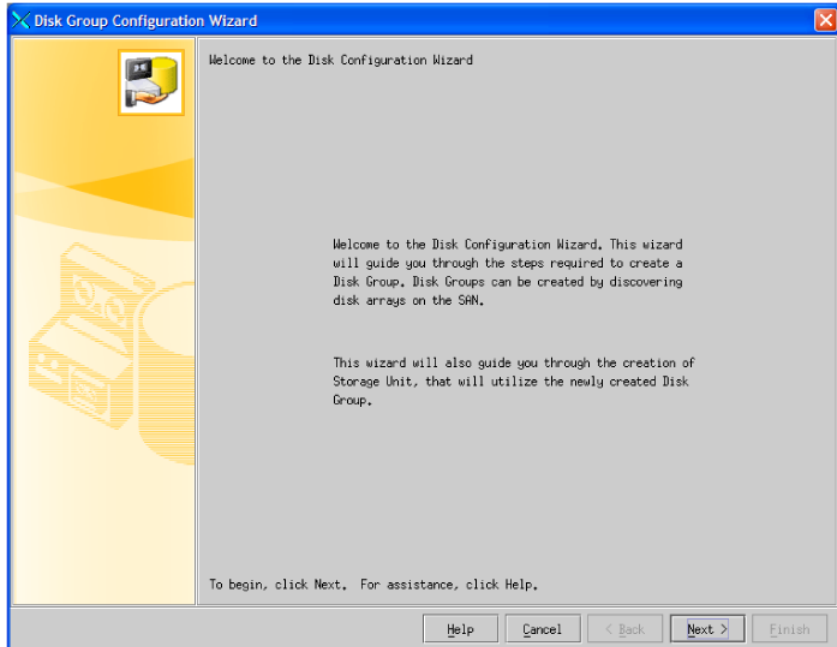 Disk Group Configuration Wizard
Welcome to the Disk Configuration Wizard
Welcome to the Disk Configuration Wizard. This wizard
will guide you through the steps required to create a
Disk Group. Disk Groups can be created by discovering
disk arrays on the SAN.
This wizard will also guide you through the creation of
Storage Unit, that will utilize the newly created Disk
Group.
To begin, click Next. For assistance, click Help.
Help Cancel < Back Next > Finish